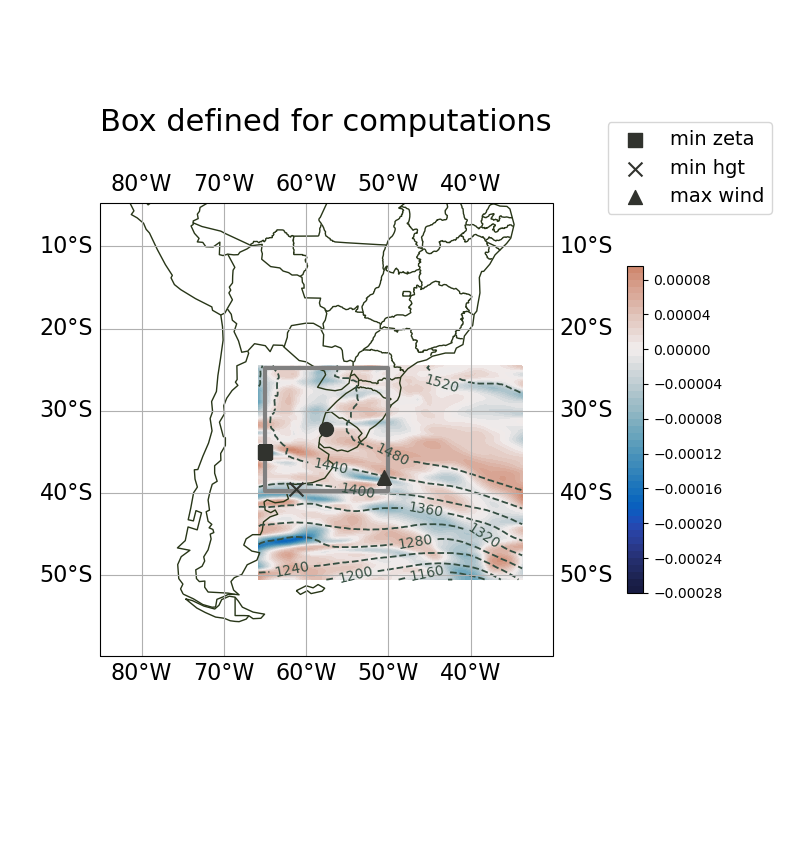 Box defined for computations
min zeta
min hgt
max wind
80°W 70°W 60°W 50°W 40°W
10°S 10°S
20°S 20°S
30°S 30°S
40°S 40°S
50°S 50°S
80°W 70°W 60°W 50°W 40°W
1520
1480
1440
1400
1360
1320
1280
1240
1200
1160
0.00008
0.00004
0.00000
−0.00004
−0.00008
−0.00012
−0.00016
−0.00020
−0.00024
−0.00028